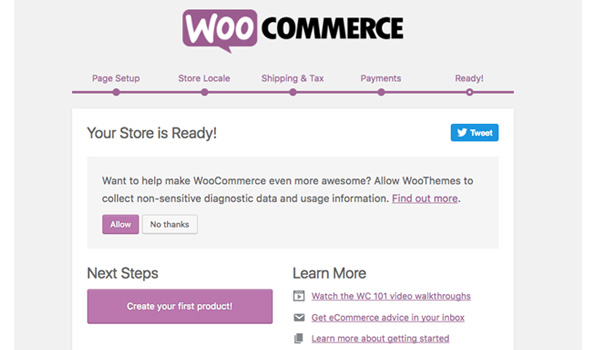 WOO COMMERCE
Page Setup Store Locale Shipping & Tax Payments Ready!
Your Store is Ready!
Tweet
Want to help make WooCommerce even more awesome? Allow WooThemes to
collect non-sensitive diagnostic data and usage information. Find out more.
Allow No thanks
Next Steps
Create your first product!
Learn More
Watch the WC 101 video walkthroughs
Get eCommerce advice in your inbox
Learn more about getting started